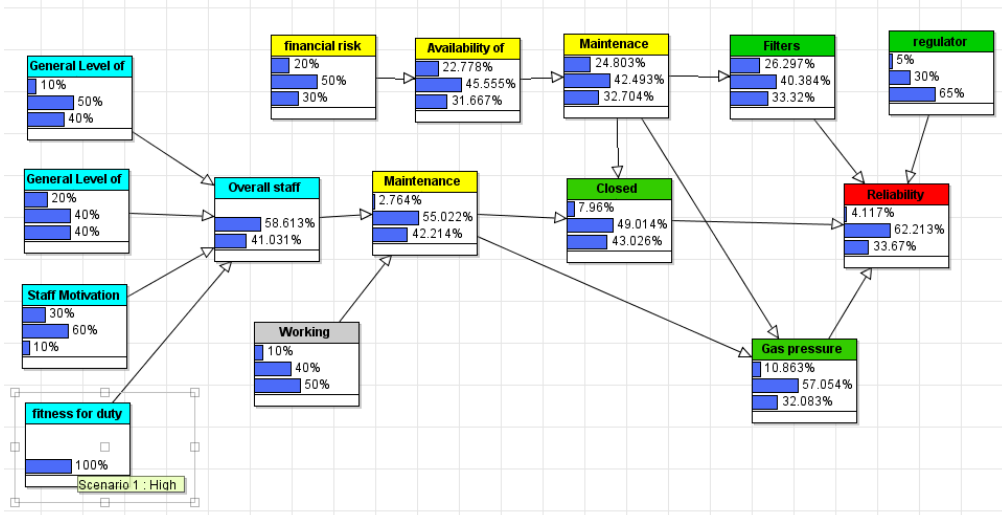 General Level of
10%
50%
40%
financial risk
20%
50%
30%
Availability of
22.778%
45.555%
31.667%
Maintenace
24.803%
42.493%
32.704%
Filters
26.297%
40.384%
33.32%
regulator
5%
30%
65%
General Level of
20%
40%
40%
Overall staff
58.613%
41.031%
Maintenance
2.764%
55.022%
42.214%
Closed
7.96%
49.014%
43.026%
Reliability
4.117%
62.213%
33.67%
Staff Motivation
30%
60%
10%
Working
10%
40%
50%
Gas pressure
10.863%
57.054%
32.083%
fitness for duty
100%
Scenario 1 : High